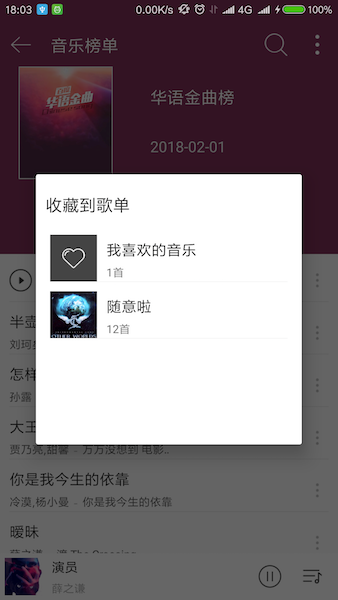 18:03
0.00K/s
4G
100%
音乐榜单
华语金曲
华语金曲榜
2018-02-01
收藏到歌单
我喜欢的音乐
1首
随意啦
12首
OTHER WORLDS
半壶
刘珂
怎样
孙露
大王
贾乃亮,甜馨 - 万万没想到 电影..
你是我今生的依靠
冷漠,杨小曼 - 你是我今生的依靠
暧昧
薛之谦 - 渡 The Crossing
演员
薛之谦